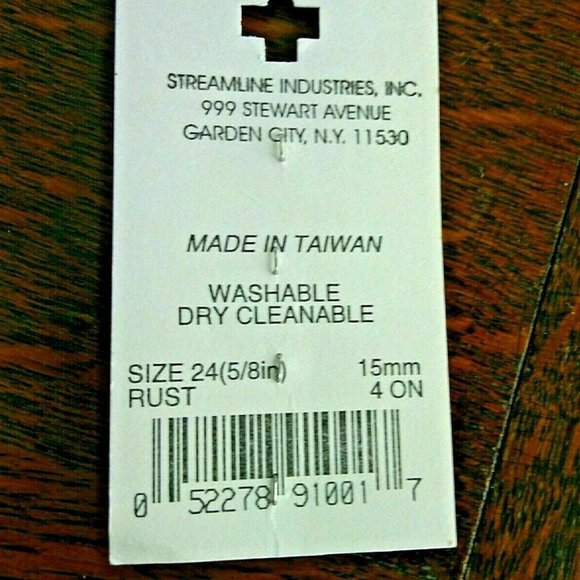 STREAMLINE INDUSTRIES, INC.
999 STEWART AVENUE
GARDEN CITY, N.Y. 11530
MADE IN TAIWAN
WASHABLE
DRY CLEANABLE
SIZE 24(5/8in) 15mm
RUST 4 ON
0 52278 91001 7